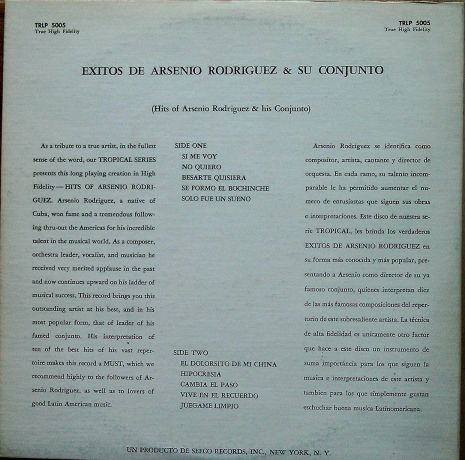 TRLP 5005
True High Fidelity
TRLP 5005
True High Fidelity
EXITOS DE ARSENIO RODRIGUEZ & SU CONJUNTO
(Hits of Arsenio Rodriguez & his Conjunto)
As a tribute to a true artist, in the fullest
sense of the word, our TROPICAL SERIES
presents this long playing creation in High
Fidelity — HITS OF ARSENIO RODRI-
GUEZ. Arsenio Rodriguez, a native of
Cuba, won fame and a tremendous follow-
ing thru-out the Americas for his incredible
talent in the musical world. As a composer,
orchestra leader, vocalist, and musician he
received very merited applause in the past
and now continues upward on his ladder of
musical success. This record brings you this
outstanding artist at his best, and in his
most popular form, that of leader of his
famed conjunto. His interpretation of
ten of the best hits of his vast reper-
toire makes this record a MUST, which we
recommend highly to the followers of Ar-
senio Rodriguez, as well as to lovers of
good Latin American music.
SIDE ONE
SI ME VOY
NO QUIERO
BESARTE QUISIERA
SE FORMO EL BOCHINCHE
SOLO FUE UN SUENO
SIDE TWO
EL DOLORSITO DE MI CHINA
HIPOCRESIA
CAMBIA EL PASO
VIVE EN EL RECUERDO
JUEGAME LIMPIO
Arsenio Rodriguez se identifica como
compositor, artista, cantante y director de
orquesta. En cada ramo, su talento incom-
parable le ha permitido aumentar el nu-
mero de entusiastas que siguen sus obras
e interpretaciones. Este disco de nuestra se-
rie TROPICAL, les brinda los verdaderos
EXITOS DE ARSENIO RODRIGUEZ en
su forma más conocida y más popular, pre-
sentando a Arsenio como director de su ya
famoso conjunto, quienes interpretan diez
de las más famosas composiciones del reper-
torio de este sobresaliente artista. La técnica
de alta fidelidad es unicamente otro factor
que hace a este disco un instrumento de
suma importáncia para los que siguen la
musica e interpretaciones de este artista y
tambien para los que simplemente gustan
escuchar buena musica Latinomericana.
UN PRODUCTO DE SEECO RECORDS, INC., NEW YORK, N. Y.